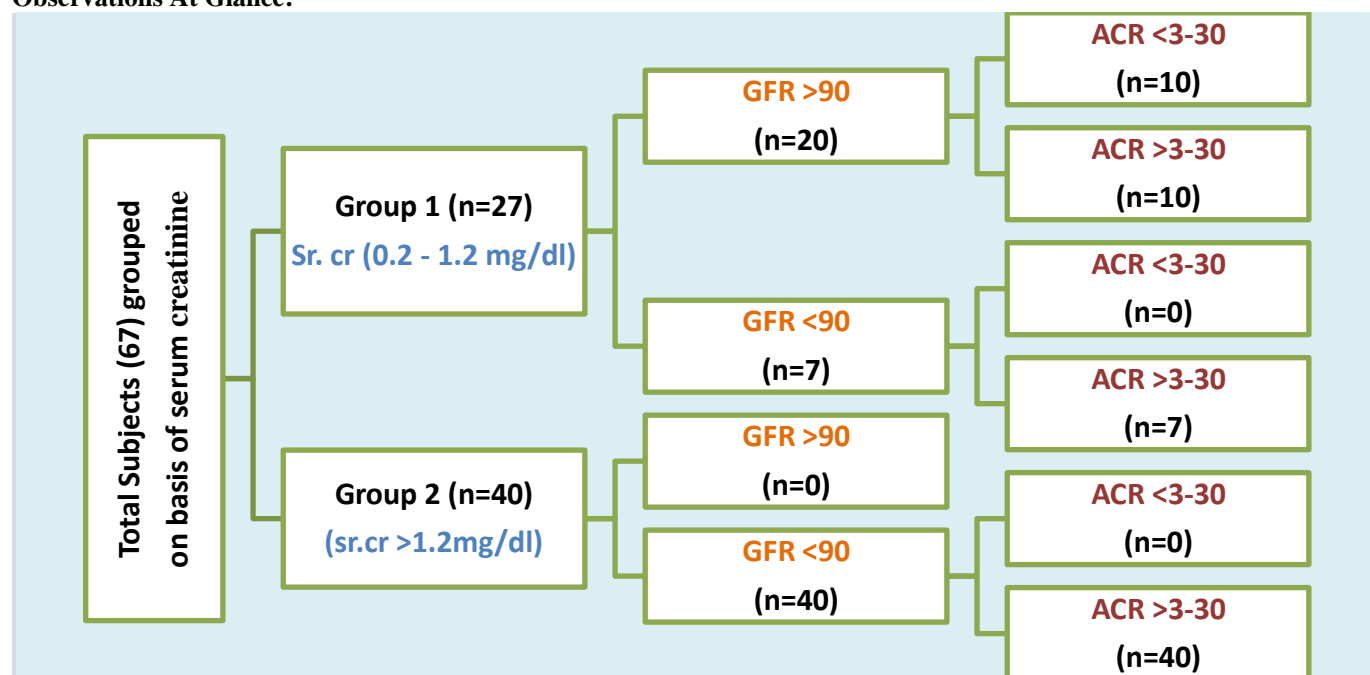 Observations At Glance:
Total Subjects (67) grouped
on basis of serum creatinine
Group 1 (n=27)
Sr. cr (0.2 - 1.2 mg/dl)
GFR >90
(n=20)
ACR <3-30
(n=10)
ACR >3-30
(n=10)
GFR <90
(n=7)
ACR <3-30
(n=0)
ACR >3-30
(n=7)
Group 2 (n=40)
(sr.cr >1.2mg/dl)
GFR >90
(n=0)
GFR <90
(n=40)
ACR <3-30
(n=0)
ACR >3-30
(n=40)